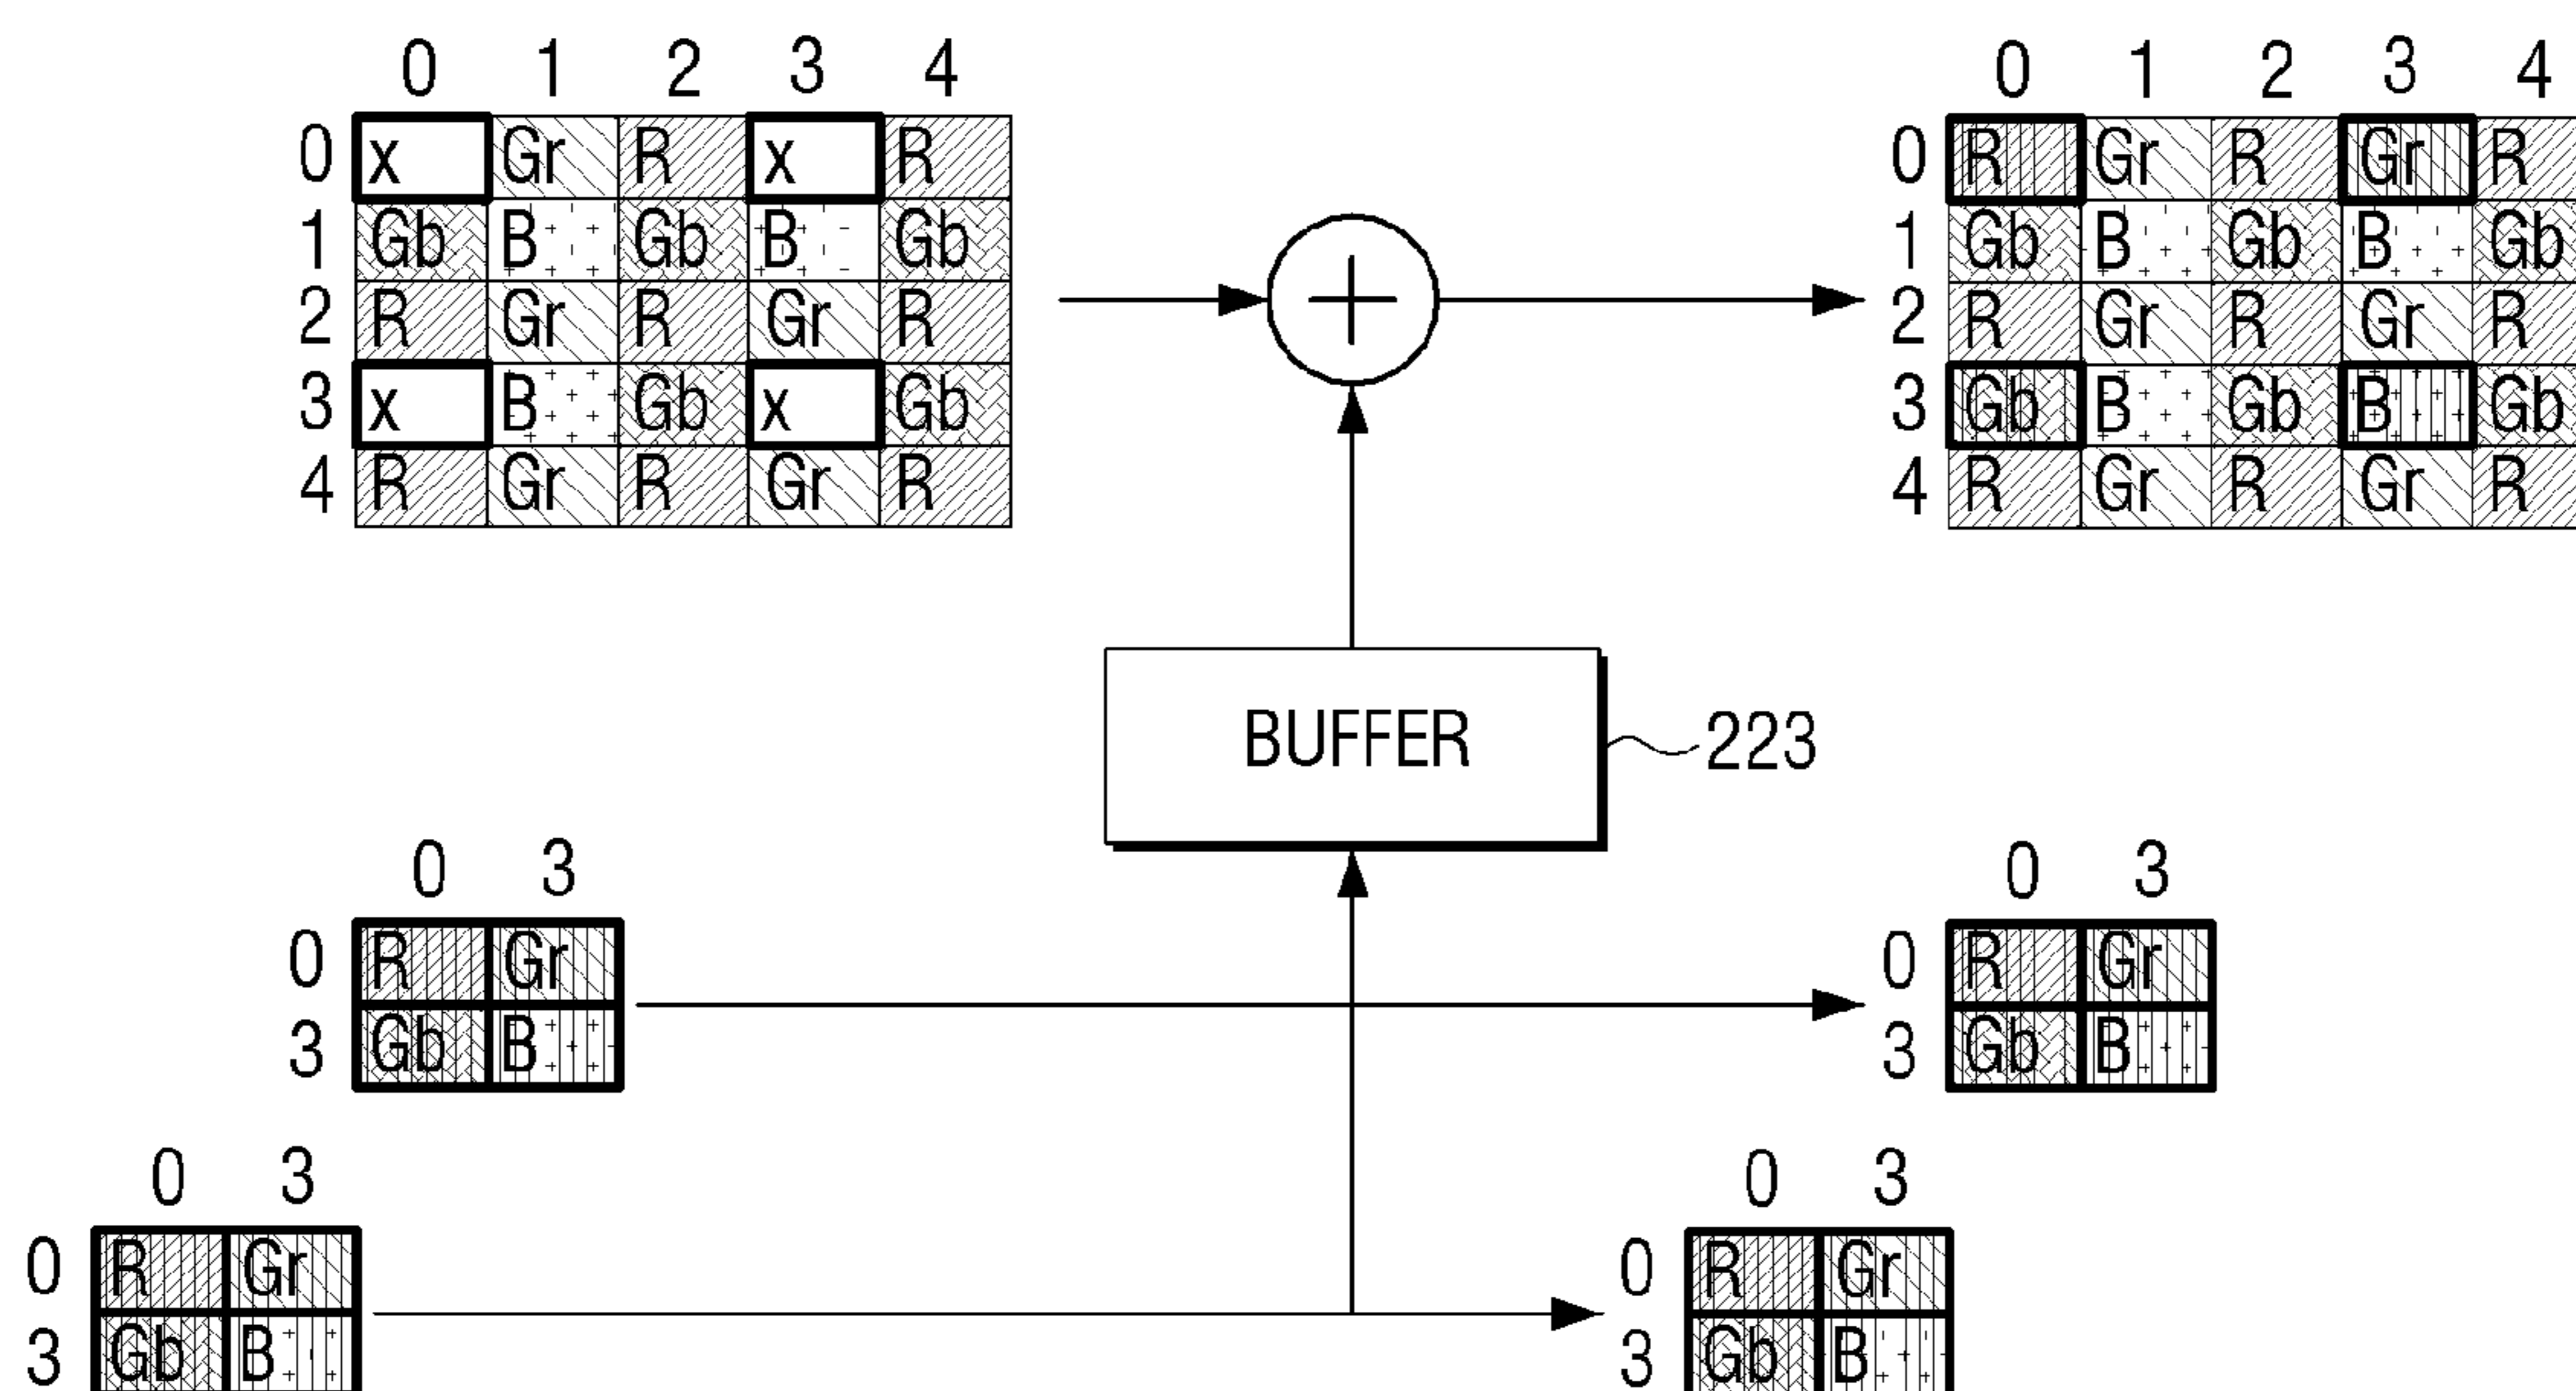 0 1 2 3 4 0 1 2 3 4
0 x Gr R x R 0 R Gr R Gr R
1 Gb B Gb B Gb 1 Gb B Gb B Gb
2 R Gr R Gr R 2 R Gr R Gr R
3 x B Gb x Gb 3 Gb B Gb B Gb
4 R Gr R Gr R 4 R Gr R Gr R
BUFFER 223
0 3 0 3
0 R Gr 0 R Gr
3 Gb B 3 Gb B
0 3 0 3
0 R Gr 0 R Gr
3 Gb B 3 Gb B